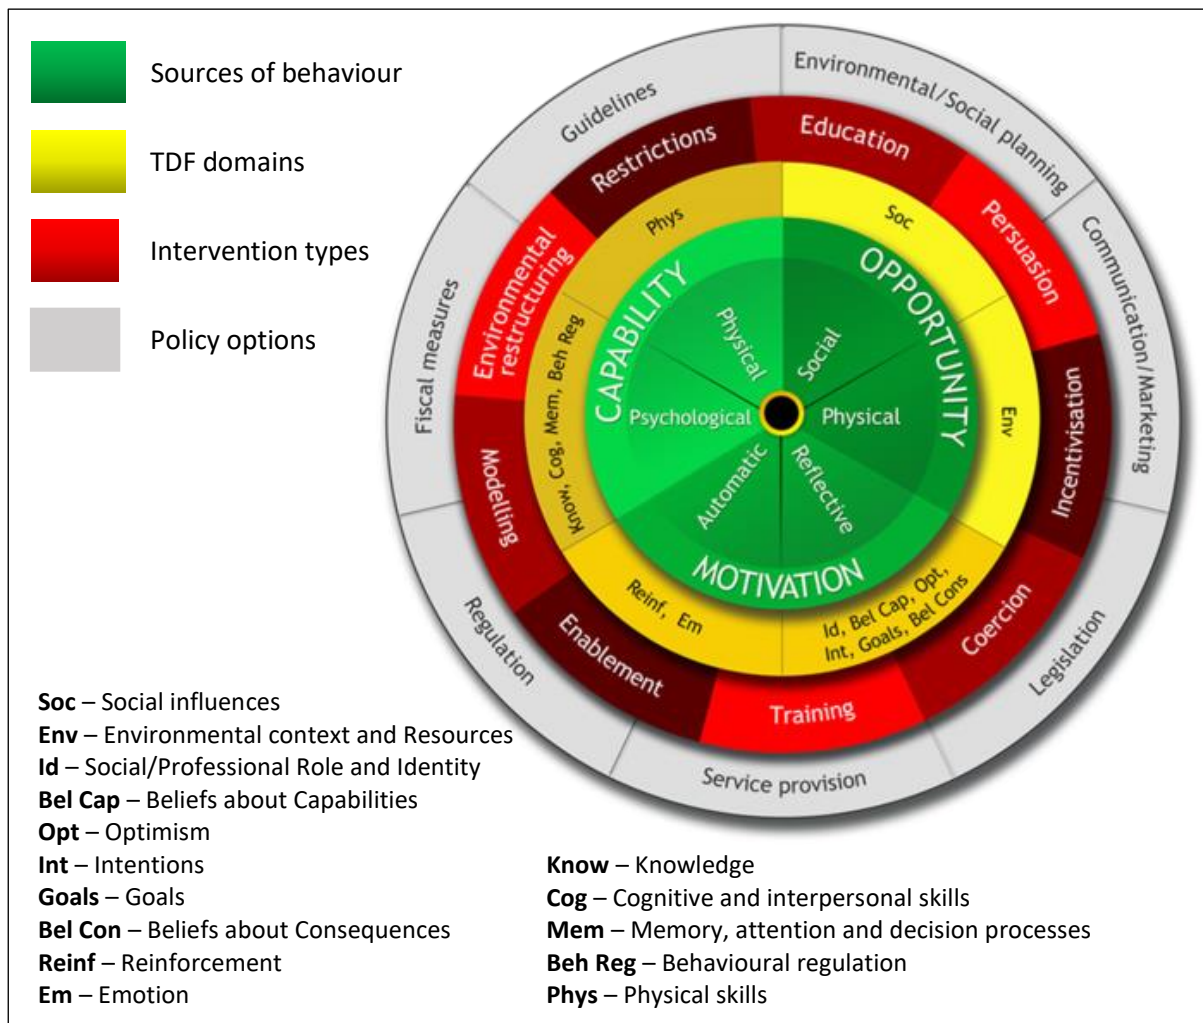 Sources of behaviour
TDF domains
Intervention types
Policy options
Guidelines
Environmental/Social planning
Communication/Marketing
Legislation
Service provision
Regulation
Fiscal measures
Restrictions
Education
Persuasion
Incentivisation
Coercion
Training
Enablement
Modelling
Environmental
restructuring
Phys
Soc
Env
Id, Bel Cap, Opt,
Int, Goals, Bel Cons
Reinf, Em
Know, Cog, Mem, Beh Reg
CAPABILITY
OPPORTUNITY
MOTIVATION
Physical
Social
Physical
Reflective
Automatic
Psychological
Soc – Social influences
Env – Environmental context and Resources
Id – Social/Professional Role and Identity
Bel Cap – Beliefs about Capabilities
Opt – Optimism
Int – Intentions
Goals – Goals
Bel Con – Beliefs about Consequences
Reinf – Reinforcement
Em – Emotion
Know – Knowledge
Cog – Cognitive and interpersonal skills
Mem – Memory, attention and decision processes
Beh Reg – Behavioural regulation
Phys – Physical skills